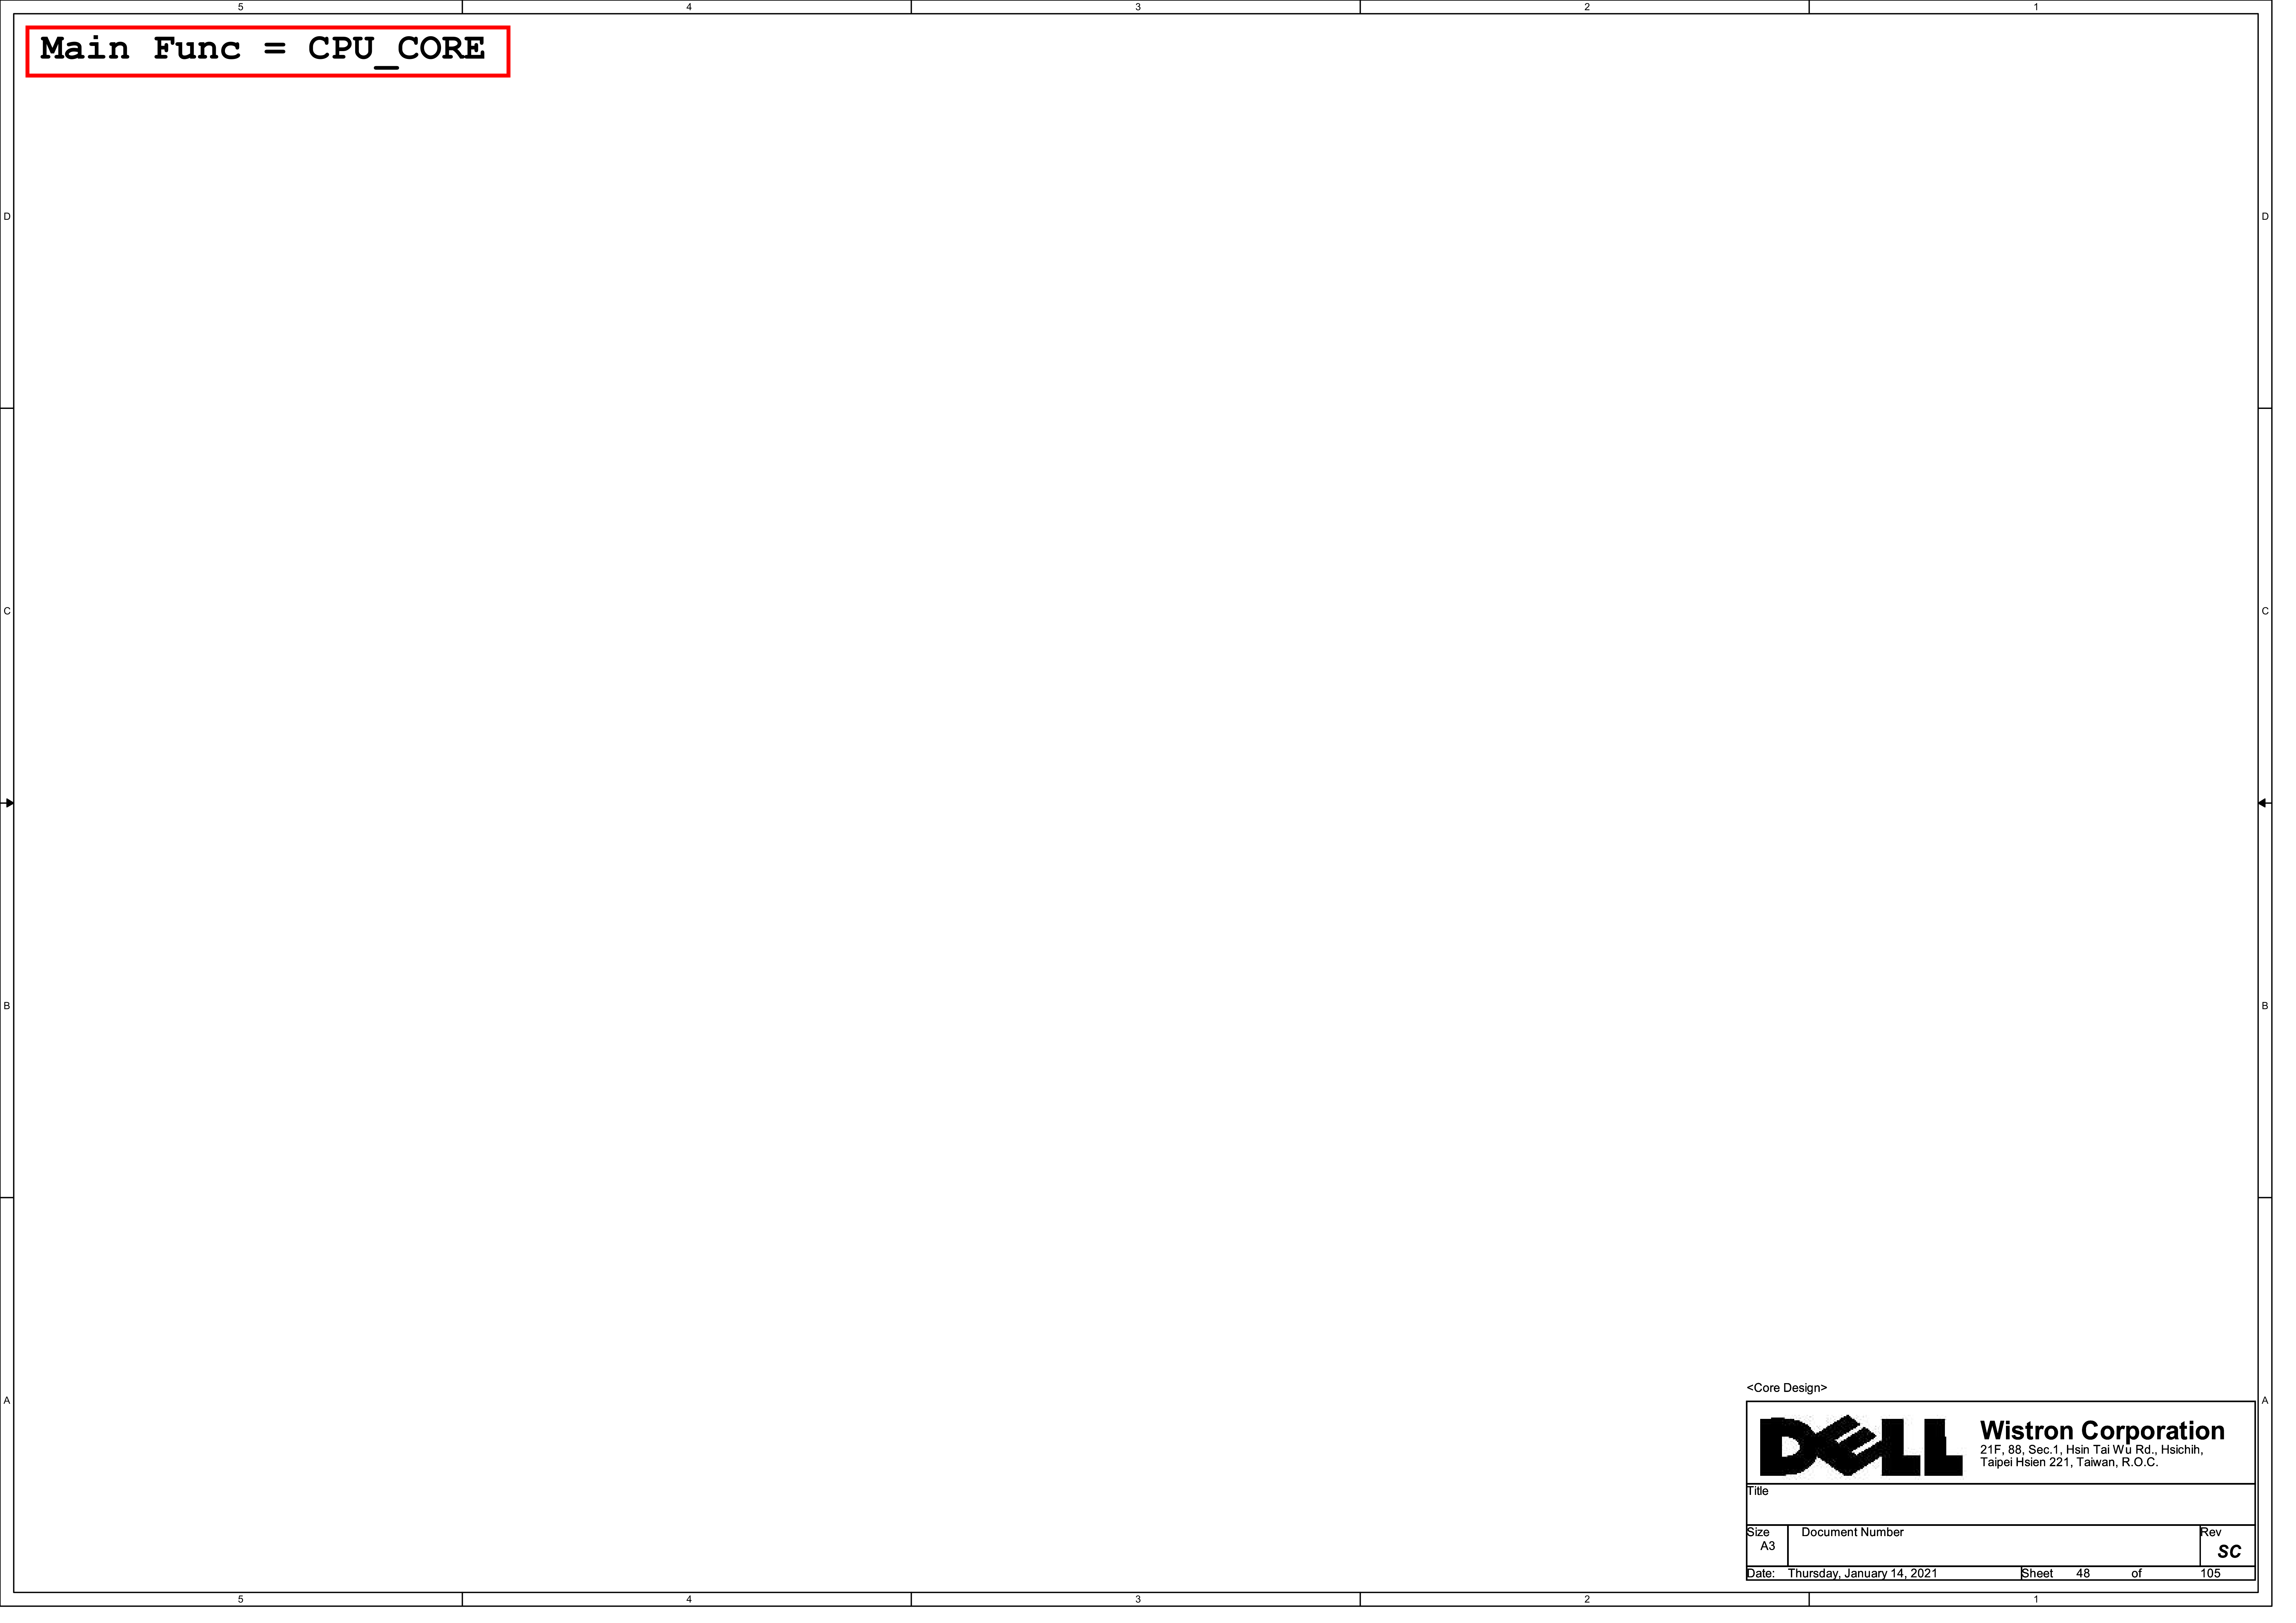 5 4 3 2 1
Main Func = CPU_CORE
D D
C C
B B
A A
<Core Design>
DELL
Wistron Corporation
21F, 88, Sec.1, Hsin Tai Wu Rd., Hsichih,
Taipei Hsien 221, Taiwan, R.O.C.
Title
Size Document Number Rev
A3 SC
Date: Thursday, January 14, 2021 Sheet 48 of 105
5 4 3 2 1